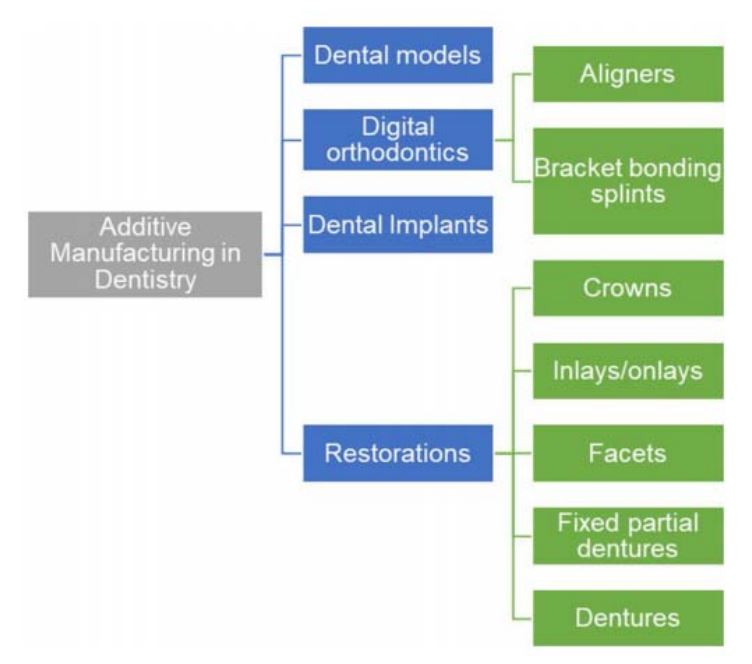 Additive
Manufacturing in
Dentistry
Dental models
Digital
orthodontics
Dental Implants
Restorations
Aligners
Bracket bonding
splints
Crowns
Inlays/onlays
Facets
Fixed partial
dentures
Dentures